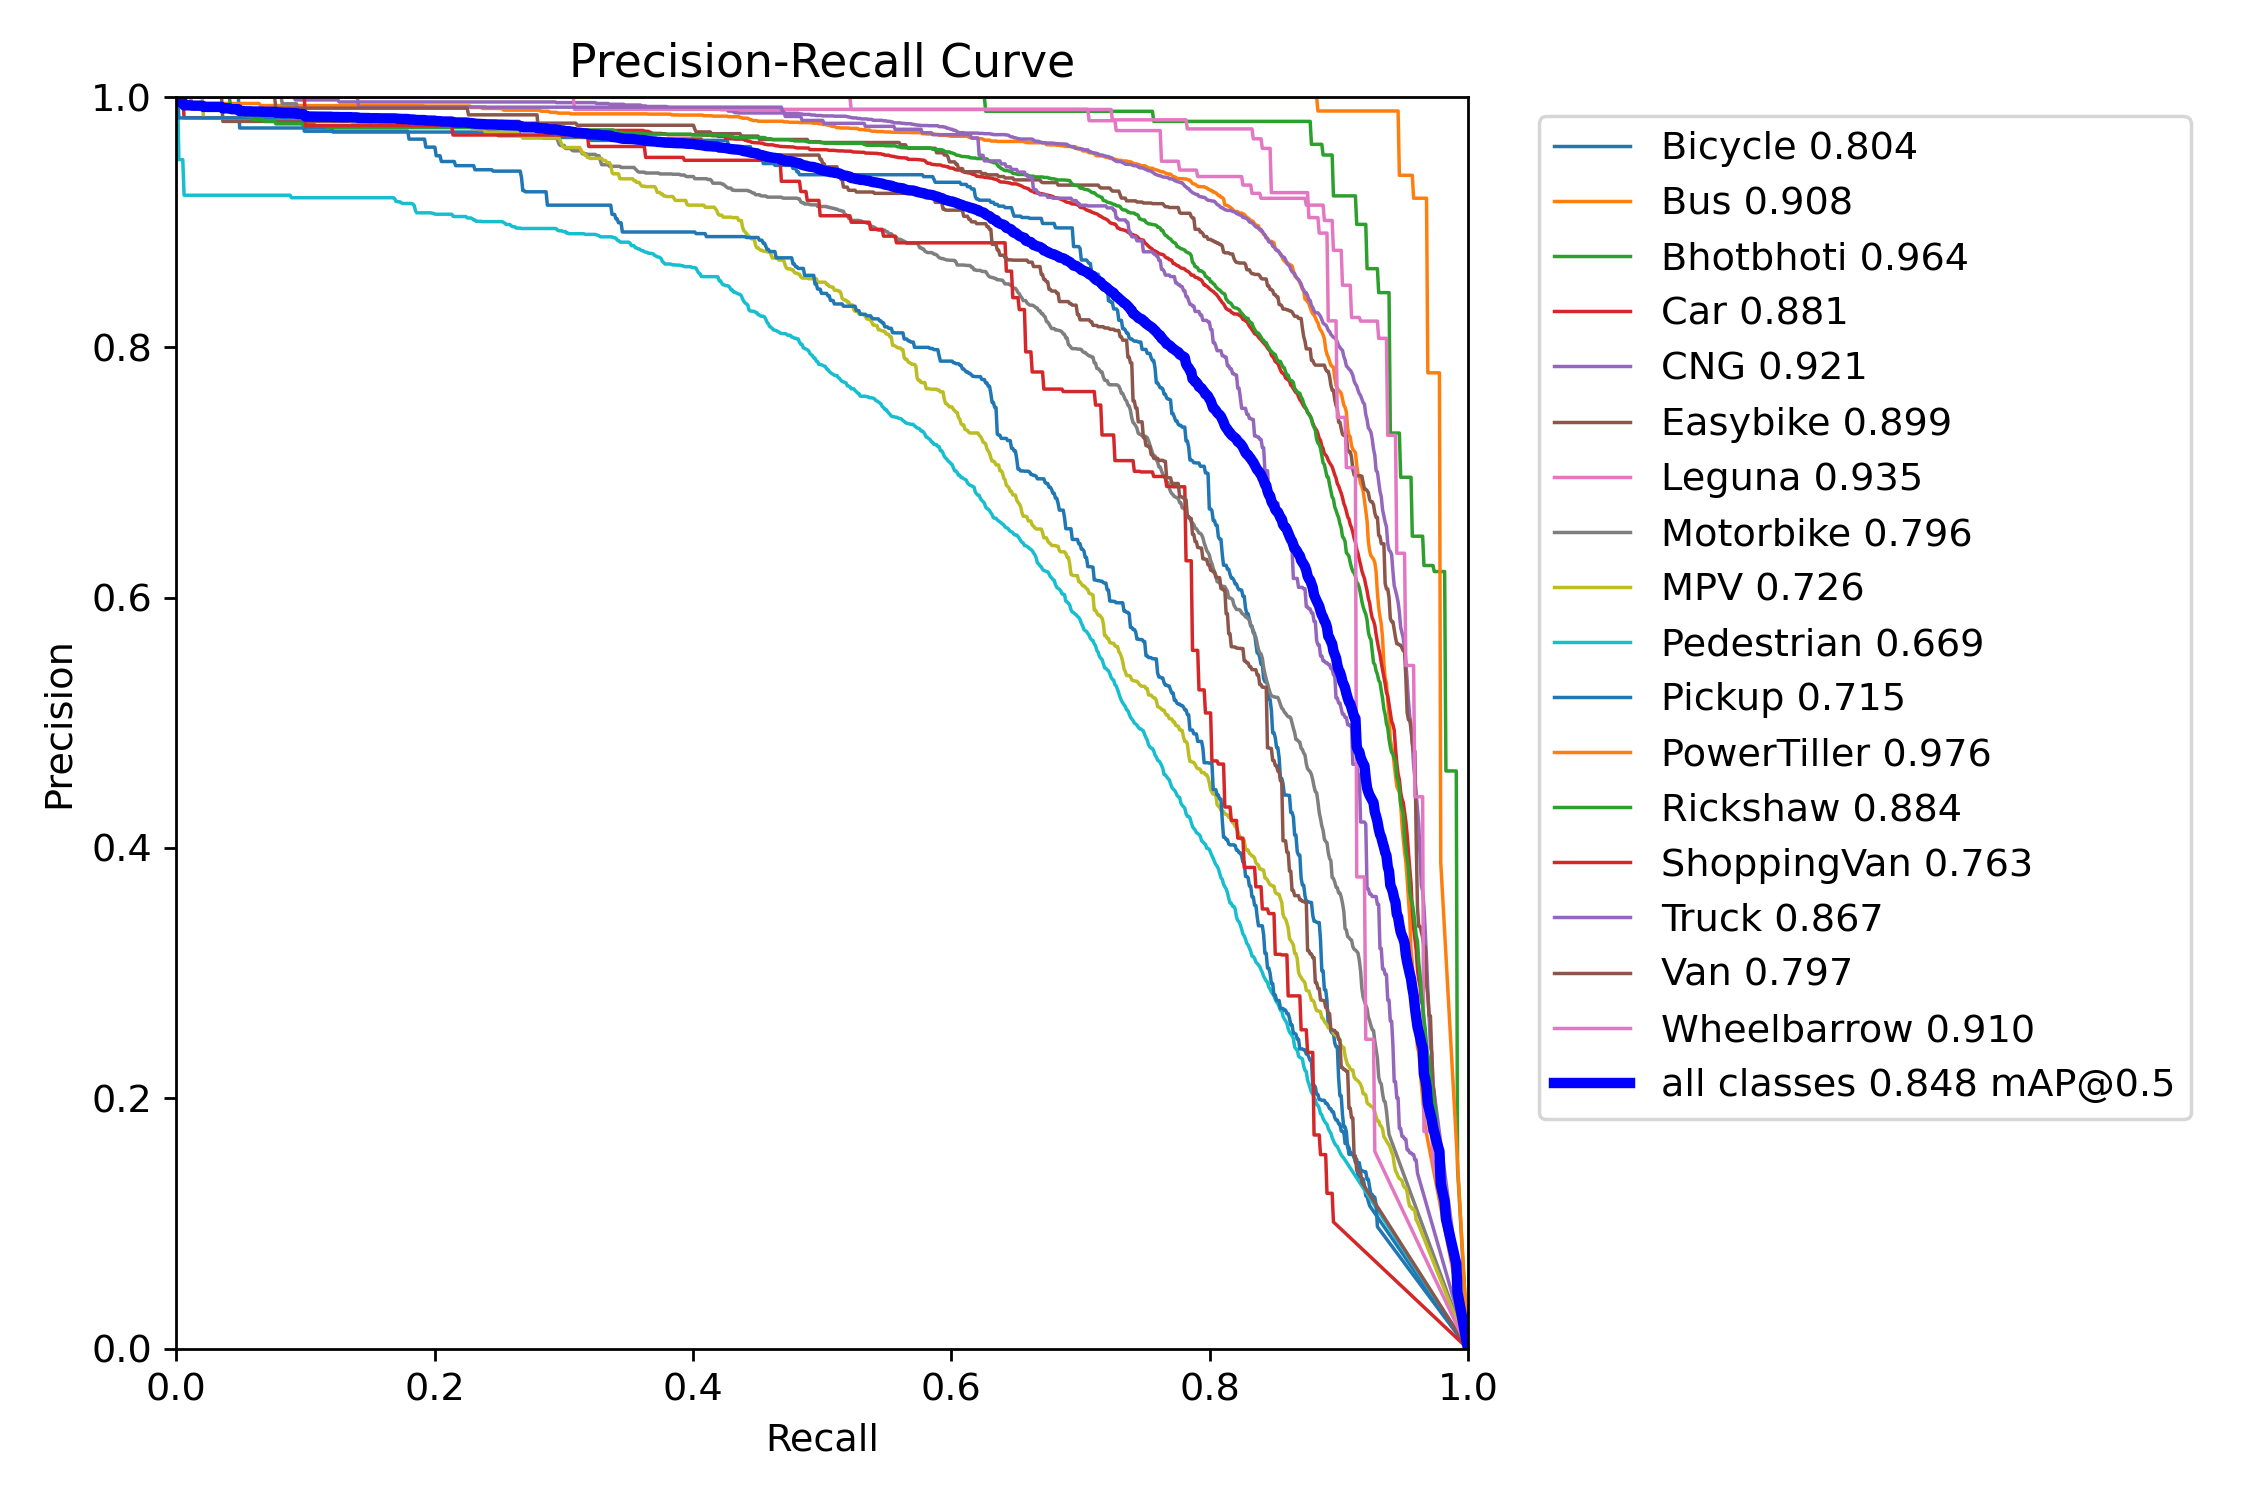 Precision-Recall Curve
1.0
0.8
0.6
0.4
0.2
0.0
Precision
0.0 0.2 0.4 0.6 0.8 1.0
Recall
Bicycle 0.804
Bus 0.908
Bhotbhoti 0.964
Car 0.881
CNG 0.921
Easybike 0.899
Leguna 0.935
Motorbike 0.796
MPV 0.726
Pedestrian 0.669
Pickup 0.715
PowerTiller 0.976
Rickshaw 0.884
ShoppingVan 0.763
Truck 0.867
Van 0.797
Wheelbarrow 0.910
all classes 0.848 mAP@0.5